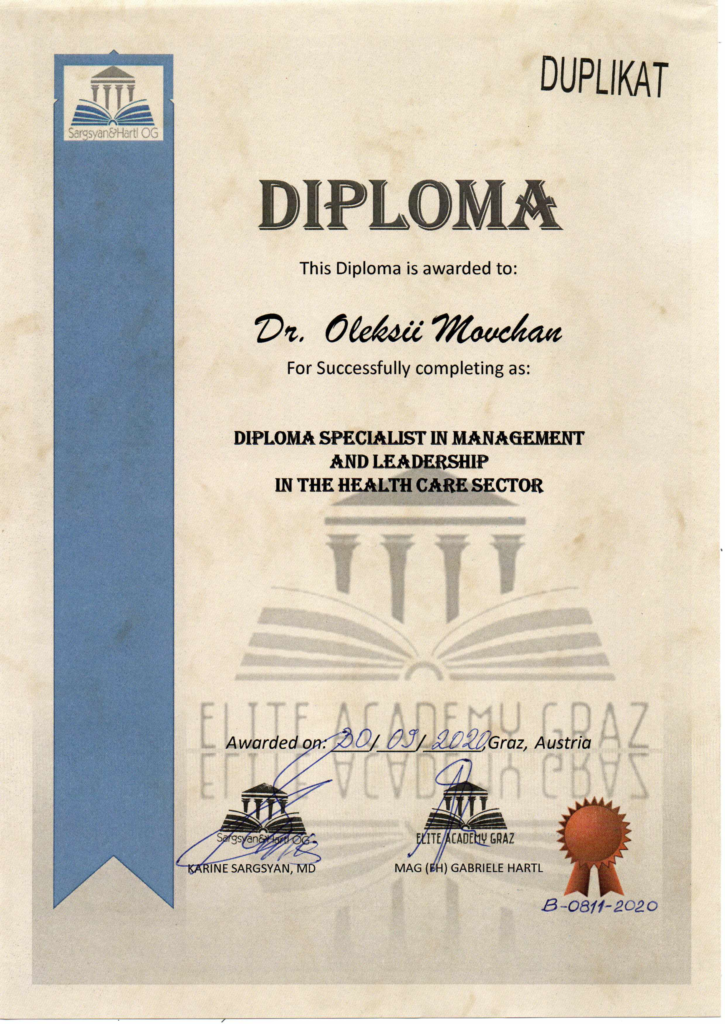 DUPLIKAT
Sargsyan&Hartl OG
DIPLOMA
This Diploma is awarded to:
Dr. Oleksii Movchan
For Successfully completing as:
DIPLOMA SPECIALIST IN MANAGEMENT
AND LEADERSHIP
IN THE HEALTH CARE SECTOR
ELITE ACADEMY GRAZ
Awarded on: 30/09/2020, Graz, Austria
Sargsyan&Hartl OG
ELITE ACADEMY GRAZ
KARINE SARGSYAN, MD
MAG (FH) GABRIELE HARTL
B-0811-2020